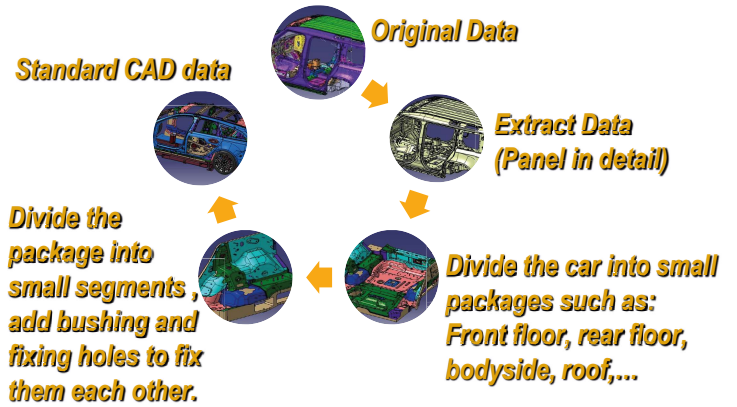 Original Data
Standard CAD data
Extract Data
(Panel in detail)
Divide the car into small
packages such as:
Front floor, rear floor,
bodyside, roof,...
Divide the
package into
small segments ,
add bushing and
fixing holes to fix
them each other.